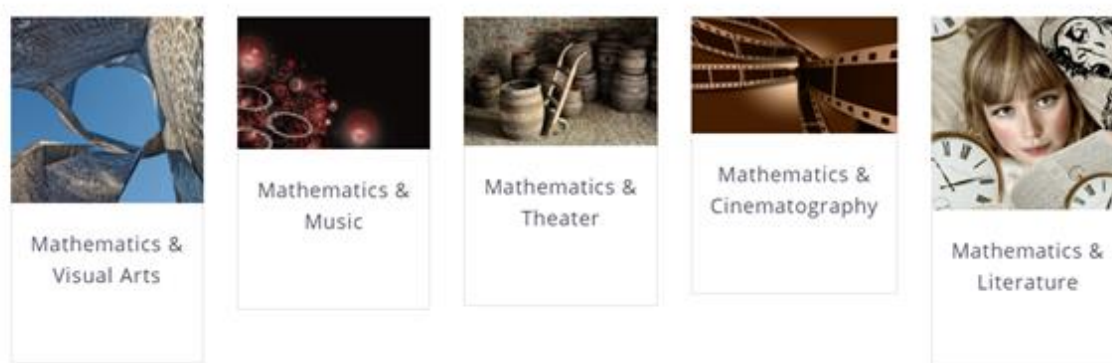 Mathematics &
Visual Arts
Mathematics &
Music
Mathematics &
Theater
Mathematics &
Cinematography
Mathematics &
Literature